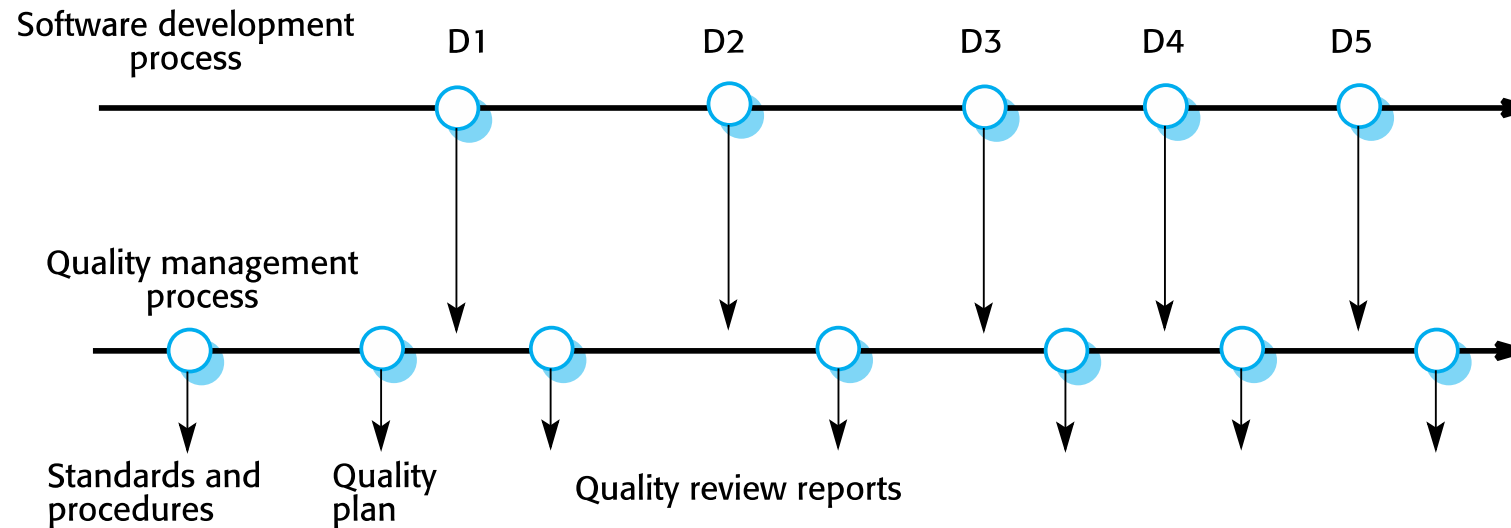 Software development
process
D1
D2
D3
D4
D5
Quality management
process
Standards and
procedures
Quality
plan
Quality review reports